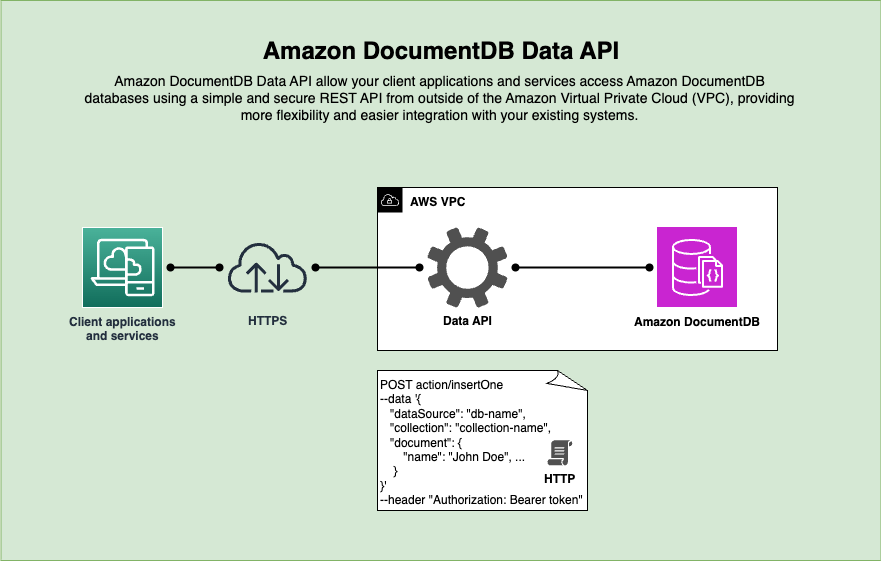 Amazon DocumentDB Data API
Amazon DocumentDB Data API allow your client applications and services access Amazon DocumentDB
databases using a simple and secure REST API from outside of the Amazon Virtual Private Cloud (VPC), providing
more flexibility and easier integration with your existing systems.
AWS VPC
Client applications
and services
HTTPS
Data API
Amazon DocumentDB
POST action/insertOne
--data '{
"dataSource": "db-name",
"collection": "collection-name",
"document": {
"name": "John Doe", ...
}
}'
--header "Authorization: Bearer token"
HTTP